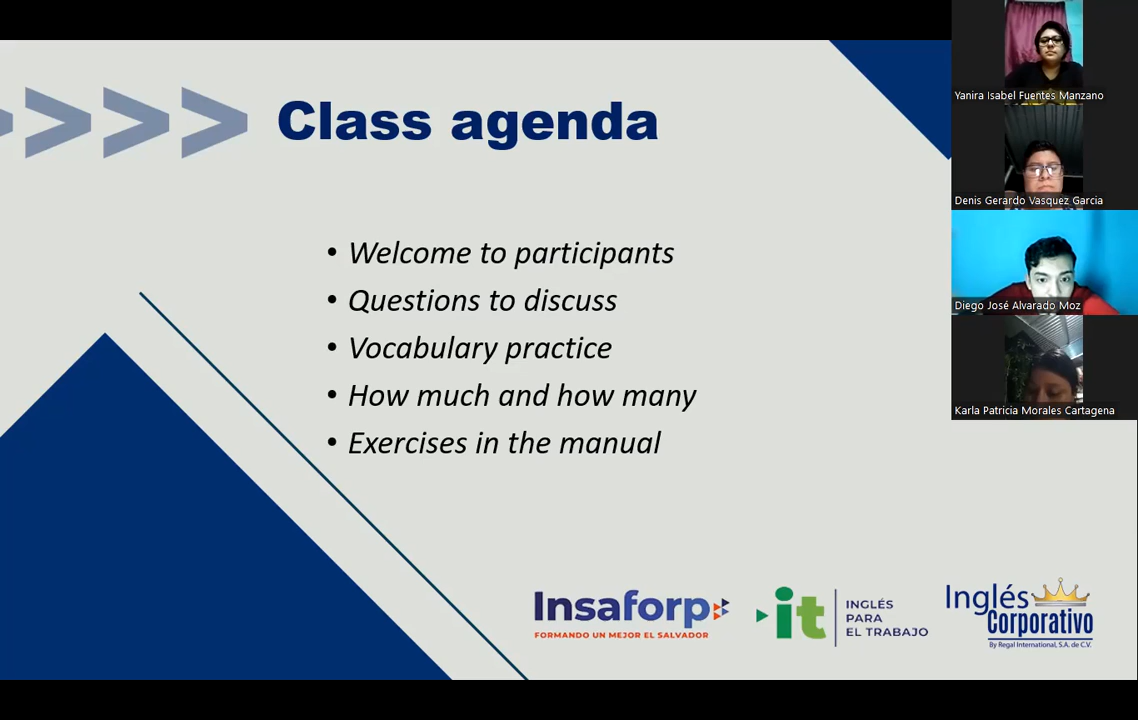 Class agenda
• Welcome to participants
• Questions to discuss
• Vocabulary practice
• How much and how many
• Exercises in the manual
Insaforp
FORMANDO UN MEJOR EL SALVADOR
it
INGLÉS
PARA
EL TRABAJO
Inglés
Corporativo
By Regal International, S.A. de C.V.
Yanira Isabel Fuentes Manzano
Denis Gerardo Vasquez Garcia
Diego José Alvarado Moz
Karla Patricia Morales Cartagena